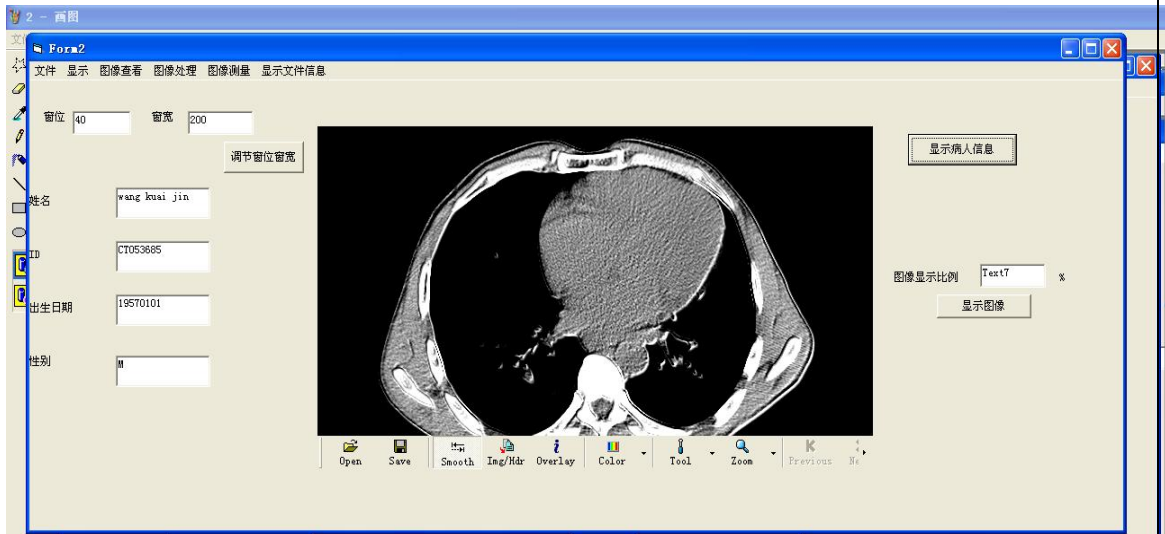 2 - 画图
Form2
文件 显示 图像查看 图像处理 图像测量 显示文件信息
窗位 40 窗宽 200
调节窗位窗宽
显示病人信息
姓名 wang kuai jin
ID CT053685
图像显示比例 Text7 %
显示图像
出生日期 19570101
性别 M
Open Save Smooth Img/Hdr Overlay Color Tool Zoom Previous